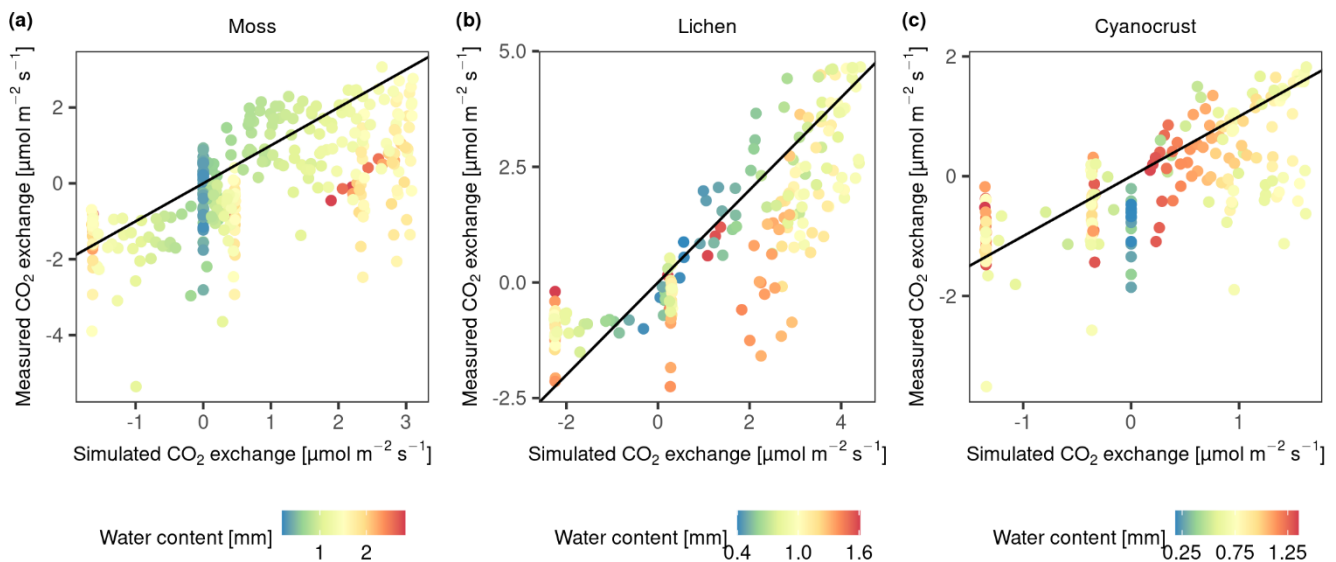 (a)
Moss
Measured CO₂ exchange [µmol m⁻² s⁻¹]
2
0
-2
-4
-1
0
1
2
3
Simulated CO₂ exchange [µmol m⁻² s⁻¹]
Water content [mm]
1
2
(b)
Lichen
Measured CO₂ exchange [µmol m⁻² s⁻¹]
5.0
2.5
0.0
-2.5
-2
0
2
4
Simulated CO₂ exchange [µmol m⁻² s⁻¹]
Water content [mm]
0.4
1.0
1.6
(c)
Cyanocrust
Measured CO₂ exchange [µmol m⁻² s⁻¹]
2
0
-2
-1
0
1
Simulated CO₂ exchange [µmol m⁻² s⁻¹]
Water content [mm]
0.25
0.75
1.25